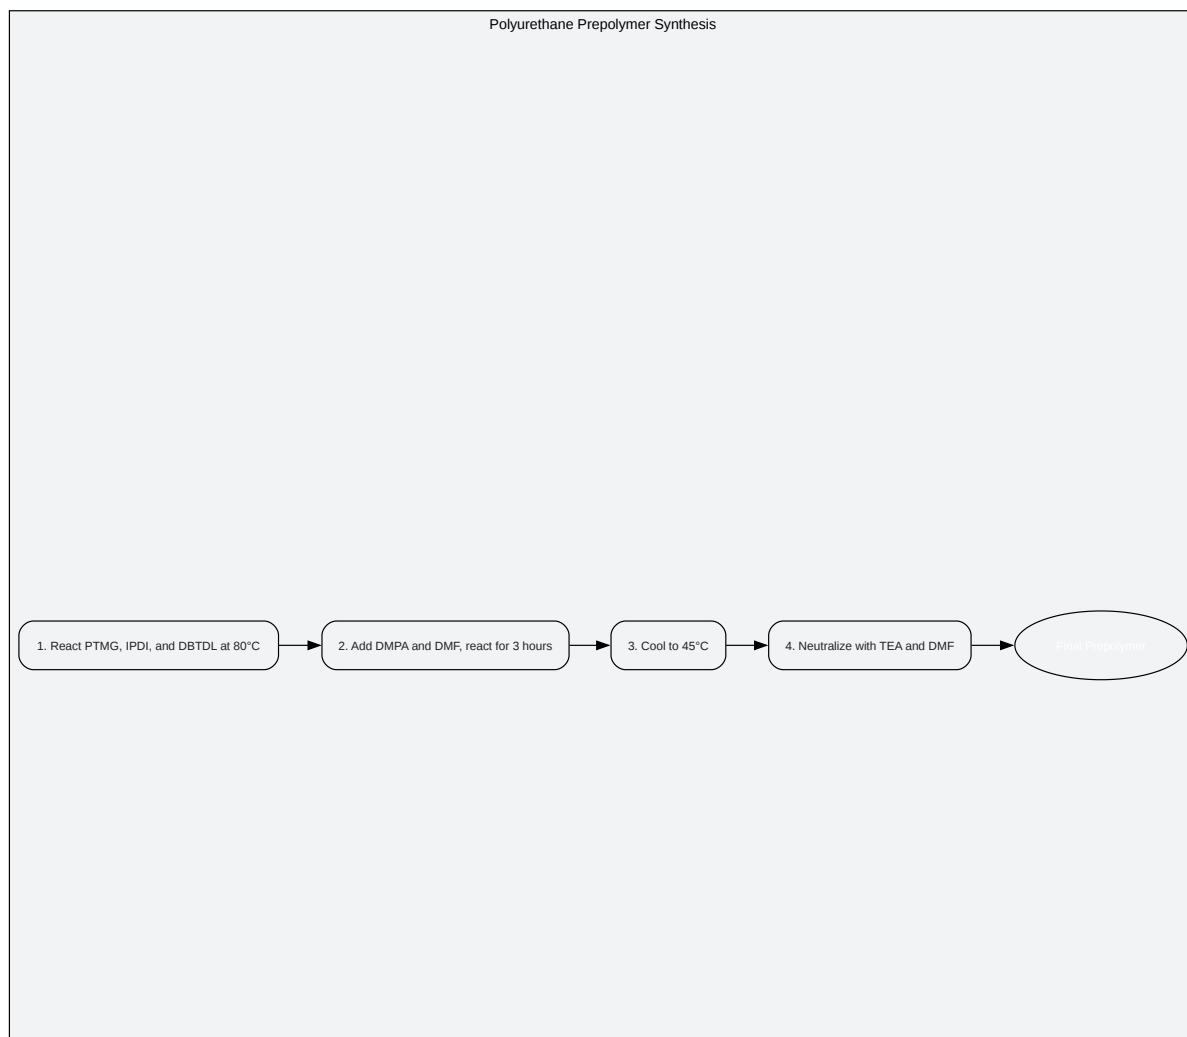 Polyurethane Prepolymer Synthesis
1. React PTMG, IPDI, and DBTDL at 80°C
2. Add DMPA and DMF, react for 3 hours
3. Cool to 45°C
4. Neutralize with TEA and DMF
Final Prepolymer